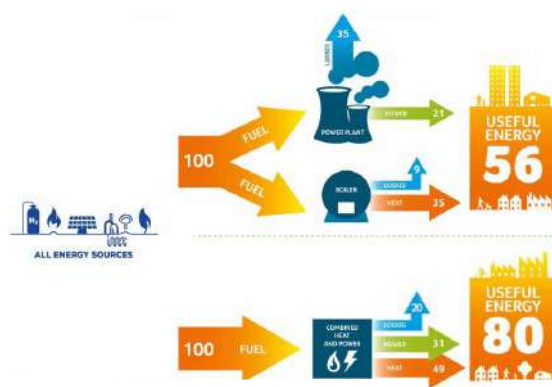 35
LOSSES
FUEL
POWER PLANT
POWER
21
USEFUL
ENERGY
56
100
FUEL
BOILER
9
LOSSES
HEAT
35
H₂
ALL ENERGY SOURCES
100
FUEL
COMBINED
HEAT
AND POWER
20
LOSSES
POWER
31
HEAT
49
USEFUL
ENERGY
80